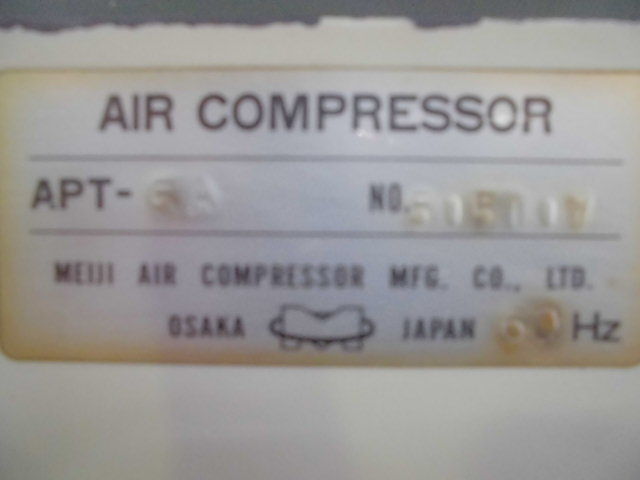 AIR COMPRESSOR
APT-
NO.
MEIJI AIR COMPRESSOR MFG. CO., LTD.
OSAKA JAPAN Hz